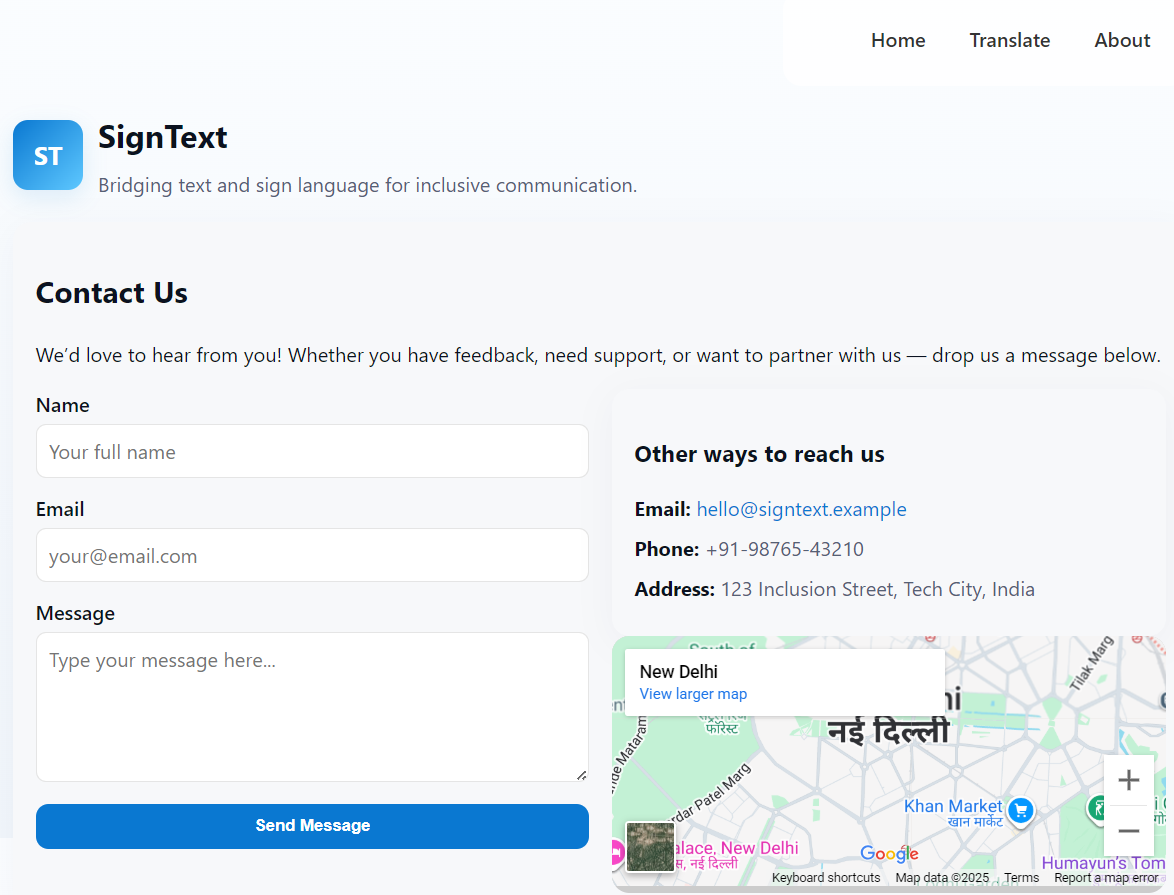 Home Translate About
ST
SignText
Bridging text and sign language for inclusive communication.
Contact Us
We’d love to hear from you! Whether you have feedback, need support, or want to partner with us — drop us a message below.
Name
Your full name
Email
your@email.com
Message
Type your message here...
Send Message
Other ways to reach us
Email: hello@signtext.example
Phone: +91-98765-43210
Address: 123 Inclusion Street, Tech City, India
South of
New Delhi
View larger map
फॉरेस्ट
नई दिल्ली
Tilak Marg
Mataram
Patel Marg
Khan Market
खान मार्केट
New Delhi
नई दिल्ली
Google
Humayun's Tom
Keyboard shortcuts Map data ©2025 Terms Report a map error